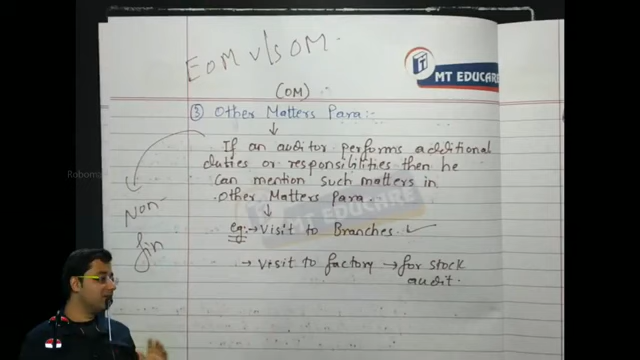 EOM v/s OM
MT EDUCARE
(OM)
③ Other Matters Para:-
↓
If an auditor performs additional
duties or responsibilities then he
can mention such matters in
Other Matters Para.
↓
eg: → Visit to Branches. ✓
→ Visit to factory → for stock
audit.
Non-
fin
MT EDUCARE